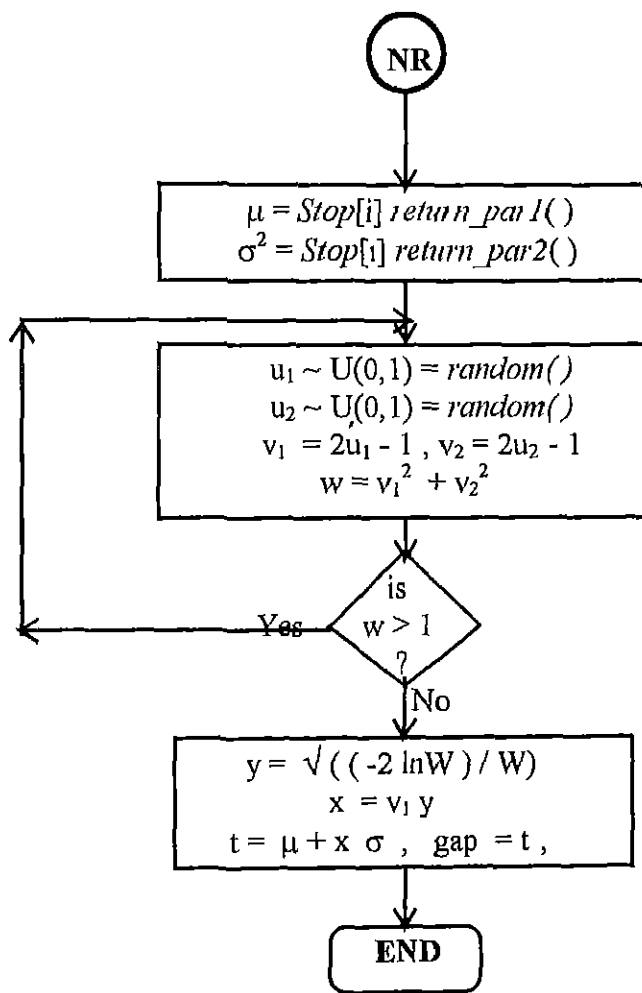 NR
μ = Stop[i] return_par1()
σ² = Stop[i] return_par2()
u₁ ~ U(0,1) = random()
u₂ ~ U(0,1) = random()
v₁ = 2u₁ - 1 , v₂ = 2u₂ - 1
w = v₁² + v₂²
is
w > 1
?
Yes
No
y = √ ( ( -2 lnW ) / W)
x = v₁ y
t = μ + x σ , gap = t ,
END